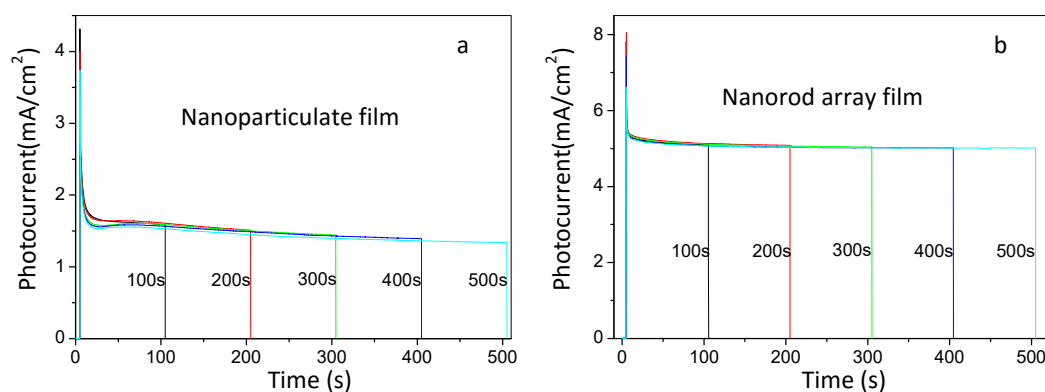 a
Nanoparticulate film
Photocurrent(mA/cm²)
4
3
2
1
0
100s
200s
300s
400s
500s
0
100
200
300
400
500
Time (s)
b
Nanorod array film
Photocurrent(mA/cm²)
8
6
4
2
0
100s
200s
300s
400s
500s
0
100
200
300
400
500
Time (s)